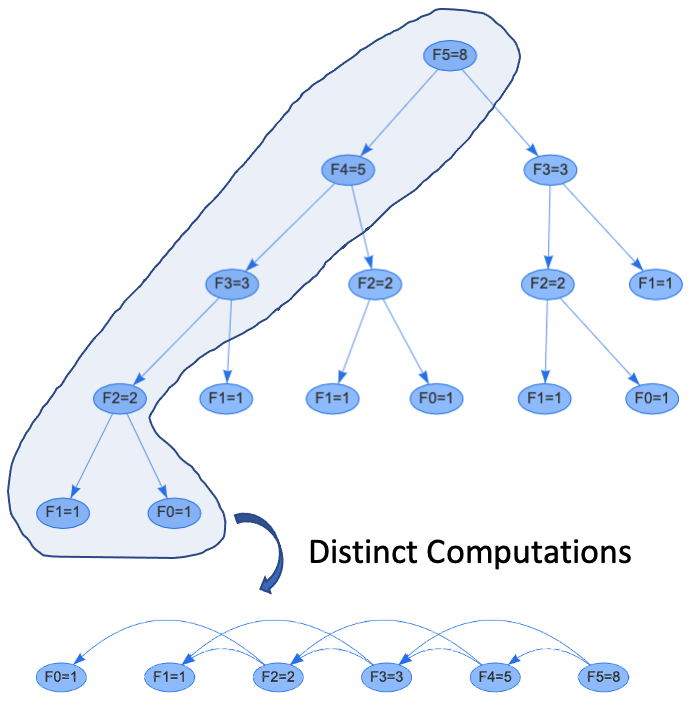 F5=8
F4=5
F3=3
F3=3
F2=2
F2=2
F1=1
F2=2
F1=1
F1=1
F0=1
F1=1
F0=1
F1=1
F0=1
Distinct Computations
F0=1
F1=1
F2=2
F3=3
F4=5
F5=8